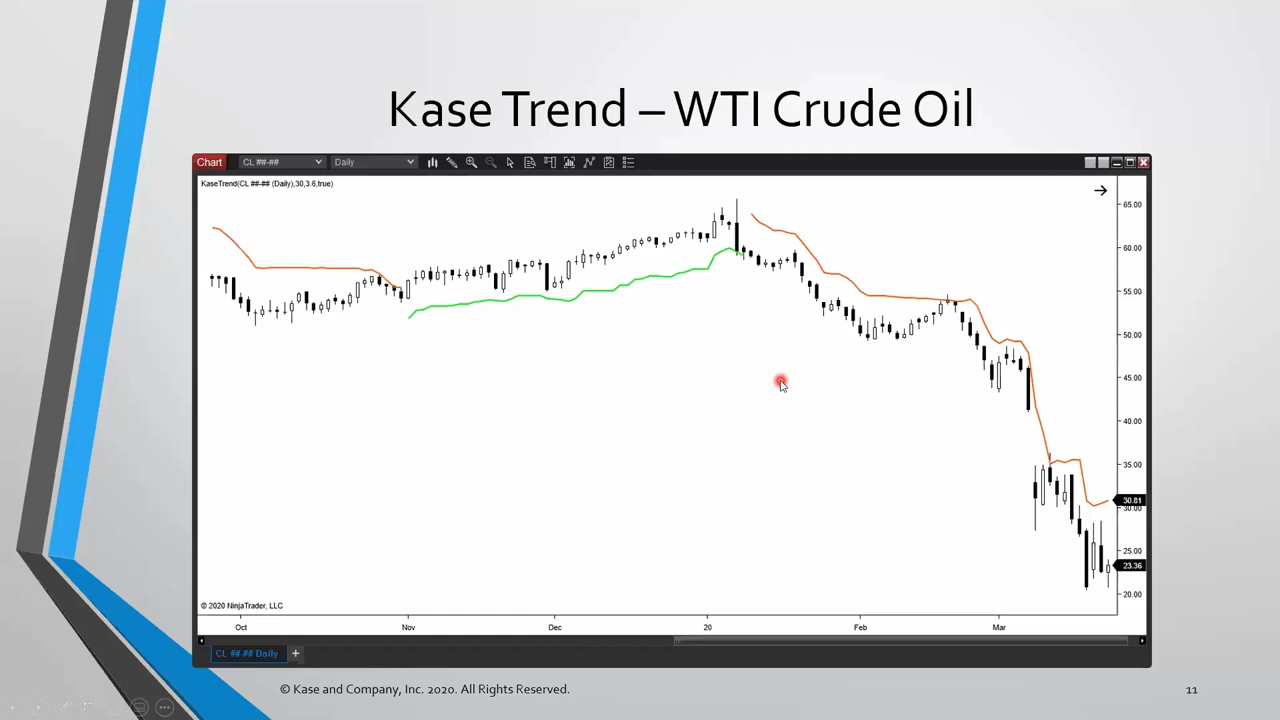 Kase Trend – WTI Crude Oil
Chart
CL ##-##
Daily
KaseTrend(CL ##-## (Daily),30,3.6,true)
65.00
60.00
55.00
50.00
45.00
40.00
35.00
30.81
30.00
25.00
23.36
20.00
© 2020 NinjaTrader, LLC
Oct Nov Dec 20 Feb Mar
CL ##-## Daily +
© Kase and Company, Inc. 2020. All Rights Reserved.
11